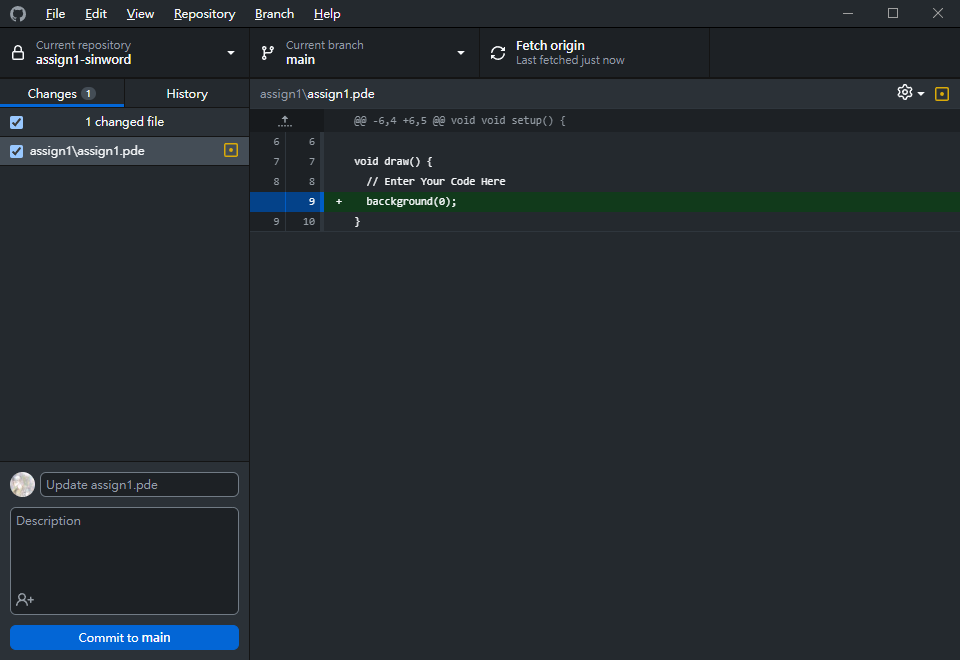 File Edit View Repository Branch Help
Current repository
assign1-sinword
Current branch
main
Fetch origin
Last fetched just now
Changes 1
History
assign1\assign1.pde
1 changed file
assign1\assign1.pde
@@ -6,4 +6,5 @@ void void setup() {
6 6
7 7 void draw() {
8 8 // Enter Your Code Here
9 + bacckground(0);
9 10 }
Update assign1.pde
Description
Commit to main